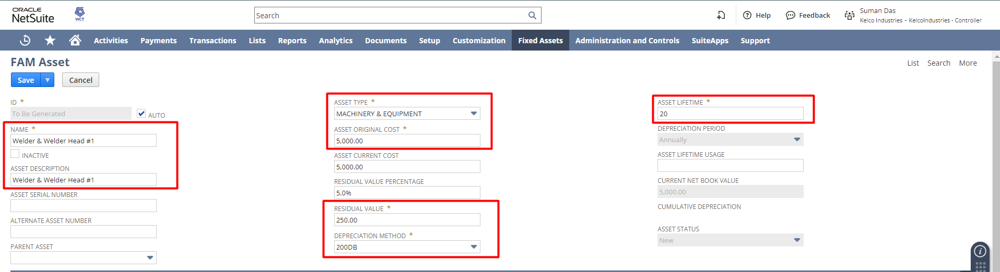 ORACLE
NetSuite
WCT
Search
Help
Feedback
Suman Das
Kelco Industries - KelcoIndustries - Controller
Activities Payments Transactions Lists Reports Analytics Documents Setup Customization Fixed Assets Administration and Controls SuiteApps Support
FAM Asset
List Search More
Save
Cancel
ID *
To Be Generated
AUTO
NAME *
Welder & Welder Head #1
INACTIVE
ASSET DESCRIPTION
Welder & Welder Head #1
ASSET SERIAL NUMBER
ALTERNATE ASSET NUMBER
PARENT ASSET
ASSET TYPE *
MACHINERY & EQUIPMENT
ASSET ORIGINAL COST *
5,000.00
ASSET CURRENT COST
5,000.00
RESIDUAL VALUE PERCENTAGE
5.0%
RESIDUAL VALUE *
250.00
DEPRECIATION METHOD *
200DB
ASSET LIFETIME *
20
DEPRECIATION PERIOD
Annually
ASSET LIFETIME USAGE
CURRENT NET BOOK VALUE
5,000.00
CUMULATIVE DEPRECIATION
ASSET STATUS
New